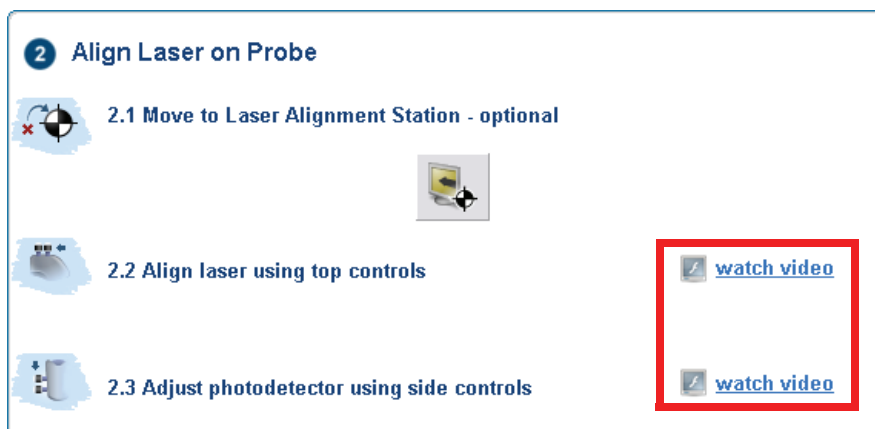 2 Align Laser on Probe
2.1 Move to Laser Alignment Station - optional
2.2 Align laser using top controls watch video
2.3 Adjust photodetector using side controls watch video